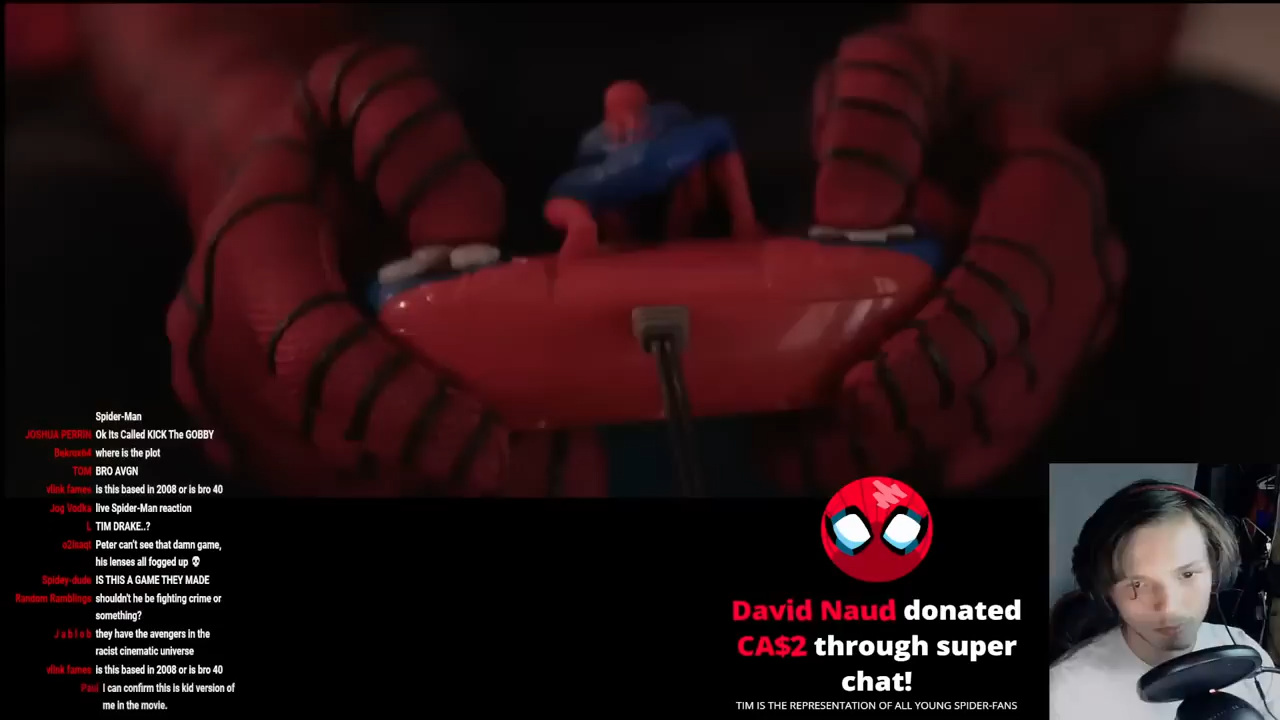 Spider-Man
JOSHUA PERRIN Ok Its Called KICK The GOBBY
where is the plot
TOM BRO AVGN
vlink famev is this based in 2008 or is bro 40
Jog Vodka live Spider-Man reaction
L TIM DRAKE..?
Peter can't see that damn game,
his lenses all fogged up 💀
Spidey-dude IS THIS A GAME THEY MADE
Random Ramblings shouldn't he be fighting crime or
something?
J a b l o b they have the avengers in the
racist cinematic universe
vlink famev is this based in 2008 or is bro 40
Paul I can confirm this is kid version of
me in the movie.
David Naud donated
CA$2 through super
chat!
TIM IS THE REPRESENTATION OF ALL YOUNG SPIDER-FANS